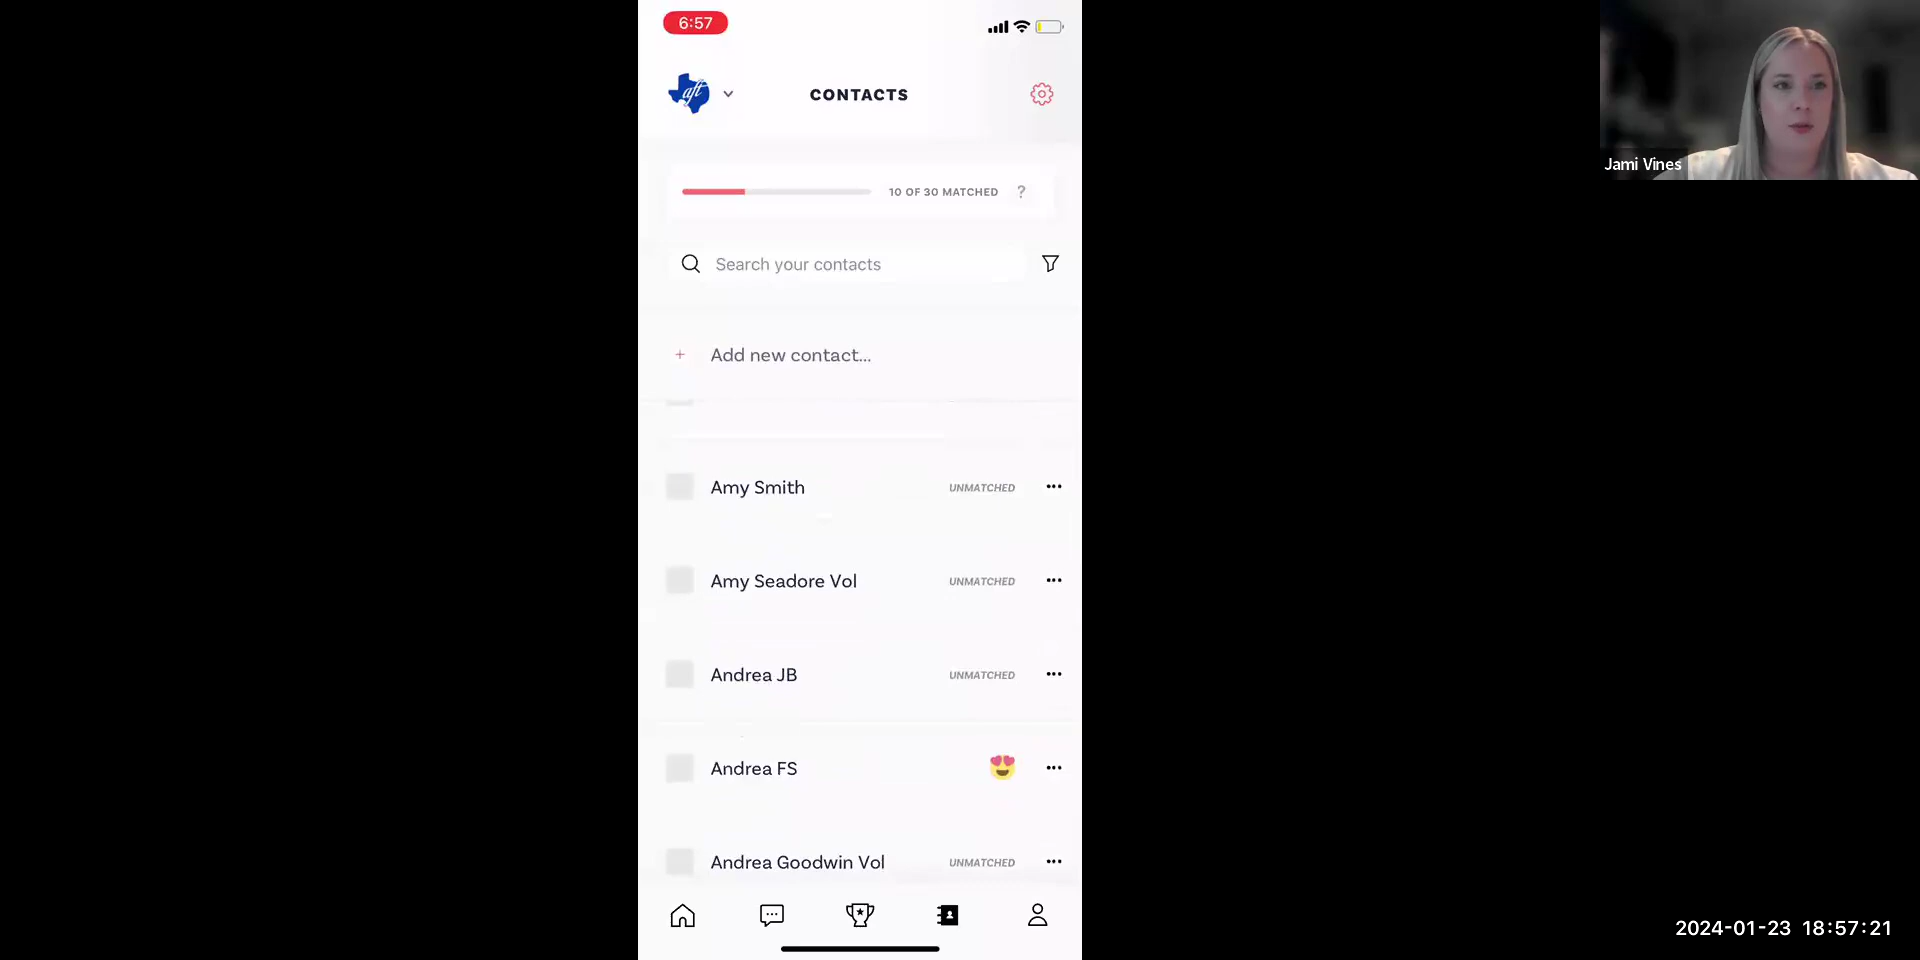 6:57
aft
CONTACTS
10 OF 30 MATCHED ?
Search your contacts
+ Add new contact...
Amy Smith UNMATCHED
Amy Seadore Vol UNMATCHED
Andrea JB UNMATCHED
Andrea FS
Andrea Goodwin Vol UNMATCHED
Jami Vines
2024-01-23 18:57:21